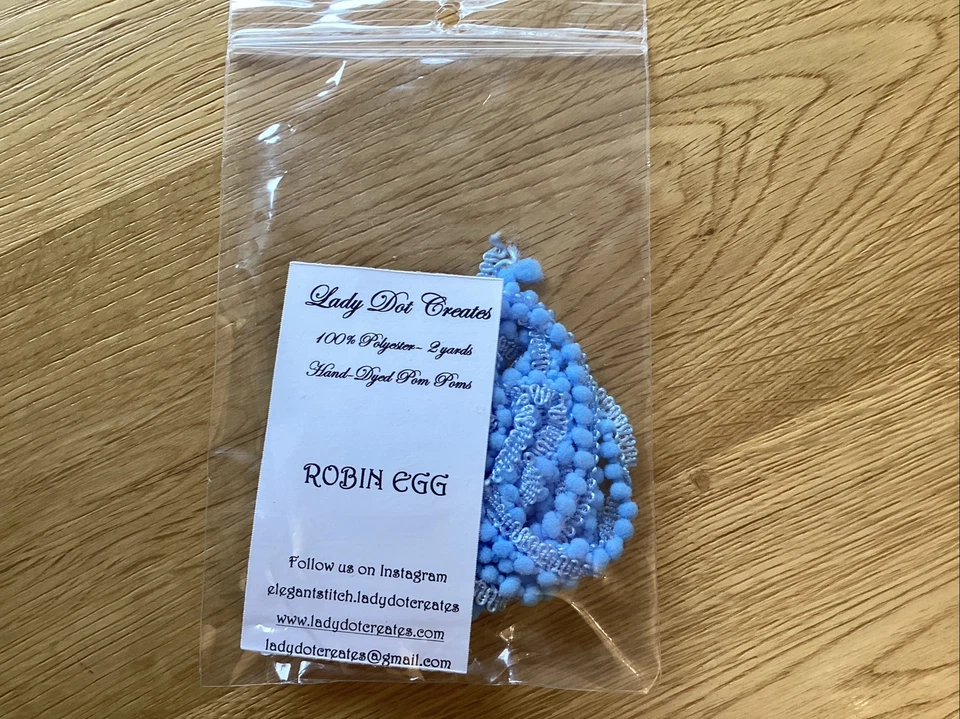 Lady Dot Creates
100% Polyester- 2 yards
Hand-Dyed Pom Poms
ROBIN EGG
Follow us on Instagram
elegantstitch.ladydotcreates
www.ladydotcreates.com
ladydotcreates@gmail.com